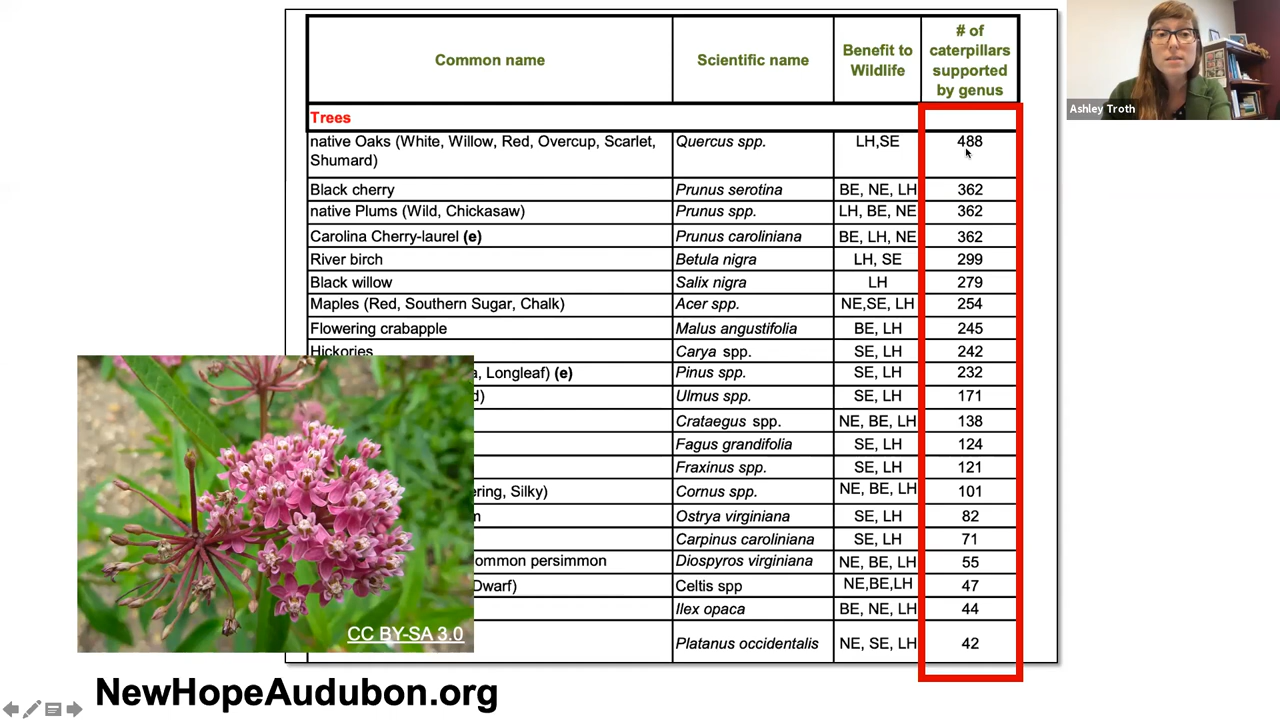 Common name Scientific name Benefit to Wildlife # of caterpillars supported by genus
Trees
native Oaks (White, Willow, Red, Overcup, Scarlet, Shumard) Quercus spp. LH,SE 488
Black cherry Prunus serotina BE, NE, LH 362
native Plums (Wild, Chickasaw) Prunus spp. LH, BE, NE 362
Carolina Cherry-laurel (e) Prunus caroliniana BE, LH, NE 362
River birch Betula nigra LH, SE 299
Black willow Salix nigra LH 279
Maples (Red, Southern Sugar, Chalk) Acer spp. NE,SE, LH 254
Flowering crabapple Malus angustifolia BE, LH 245
Hickories Carya spp. SE, LH 242
, Longleaf) (e) Pinus spp. SE, LH 232
) Ulmus spp. SE, LH 171
Crataegus spp. NE, BE, LH 138
Fagus grandifolia SE, LH 124
Fraxinus spp. SE, LH 121
ering, Silky) Cornus spp. NE, BE, LH 101
Ostrya virginiana SE, LH 82
Carpinus caroliniana SE, LH 71
ommon persimmon Diospyros virginiana NE, BE, LH 55
Dwarf) Celtis spp NE,BE,LH 47
Ilex opaca BE, NE, LH 44
Platanus occidentalis NE, SE, LH 42
CC BY-SA 3.0
NewHopeAudubon.org
Ashley Troth